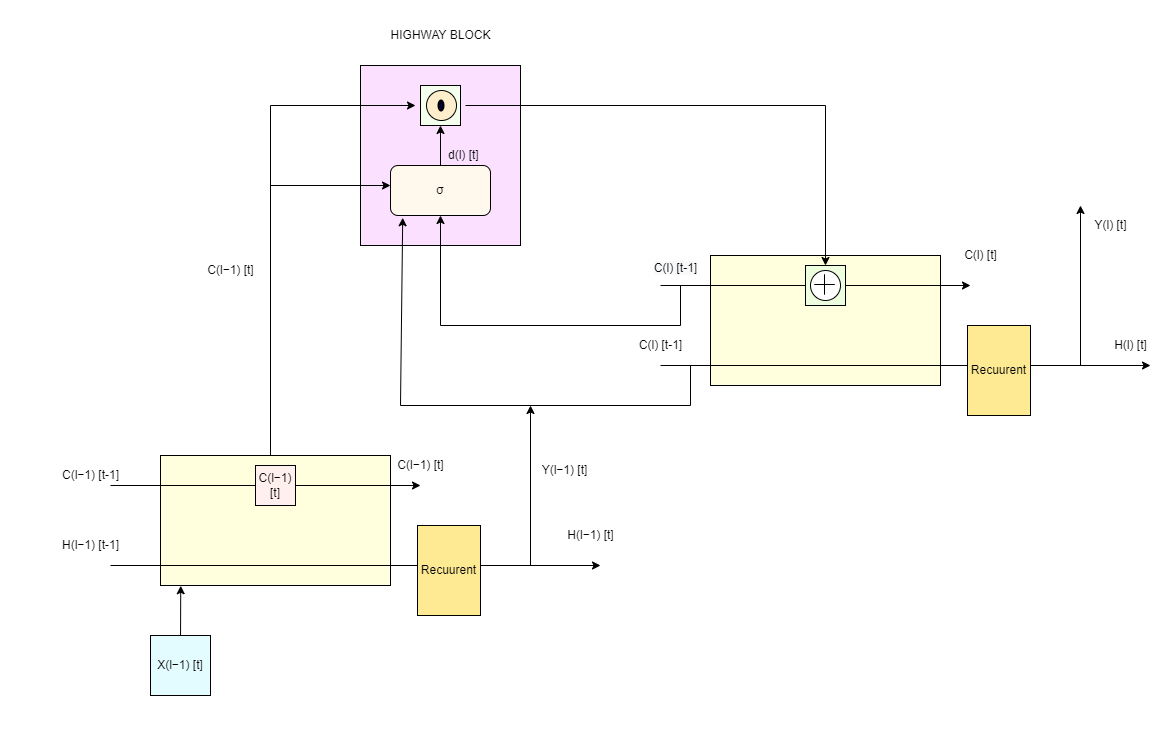 HIGHWAY BLOCK
d(l) [t]
σ
C(l−1) [t]
C(l) [t-1]
C(l) [t]
Y(l) [t]
C(l) [t-1]
H(l) [t]
Recuurent
C(l−1) [t-1]
C(l−1)
[t]
C(l−1) [t]
Y(l−1) [t]
H(l−1) [t-1]
H(l−1) [t]
Recuurent
X(l−1) [t]